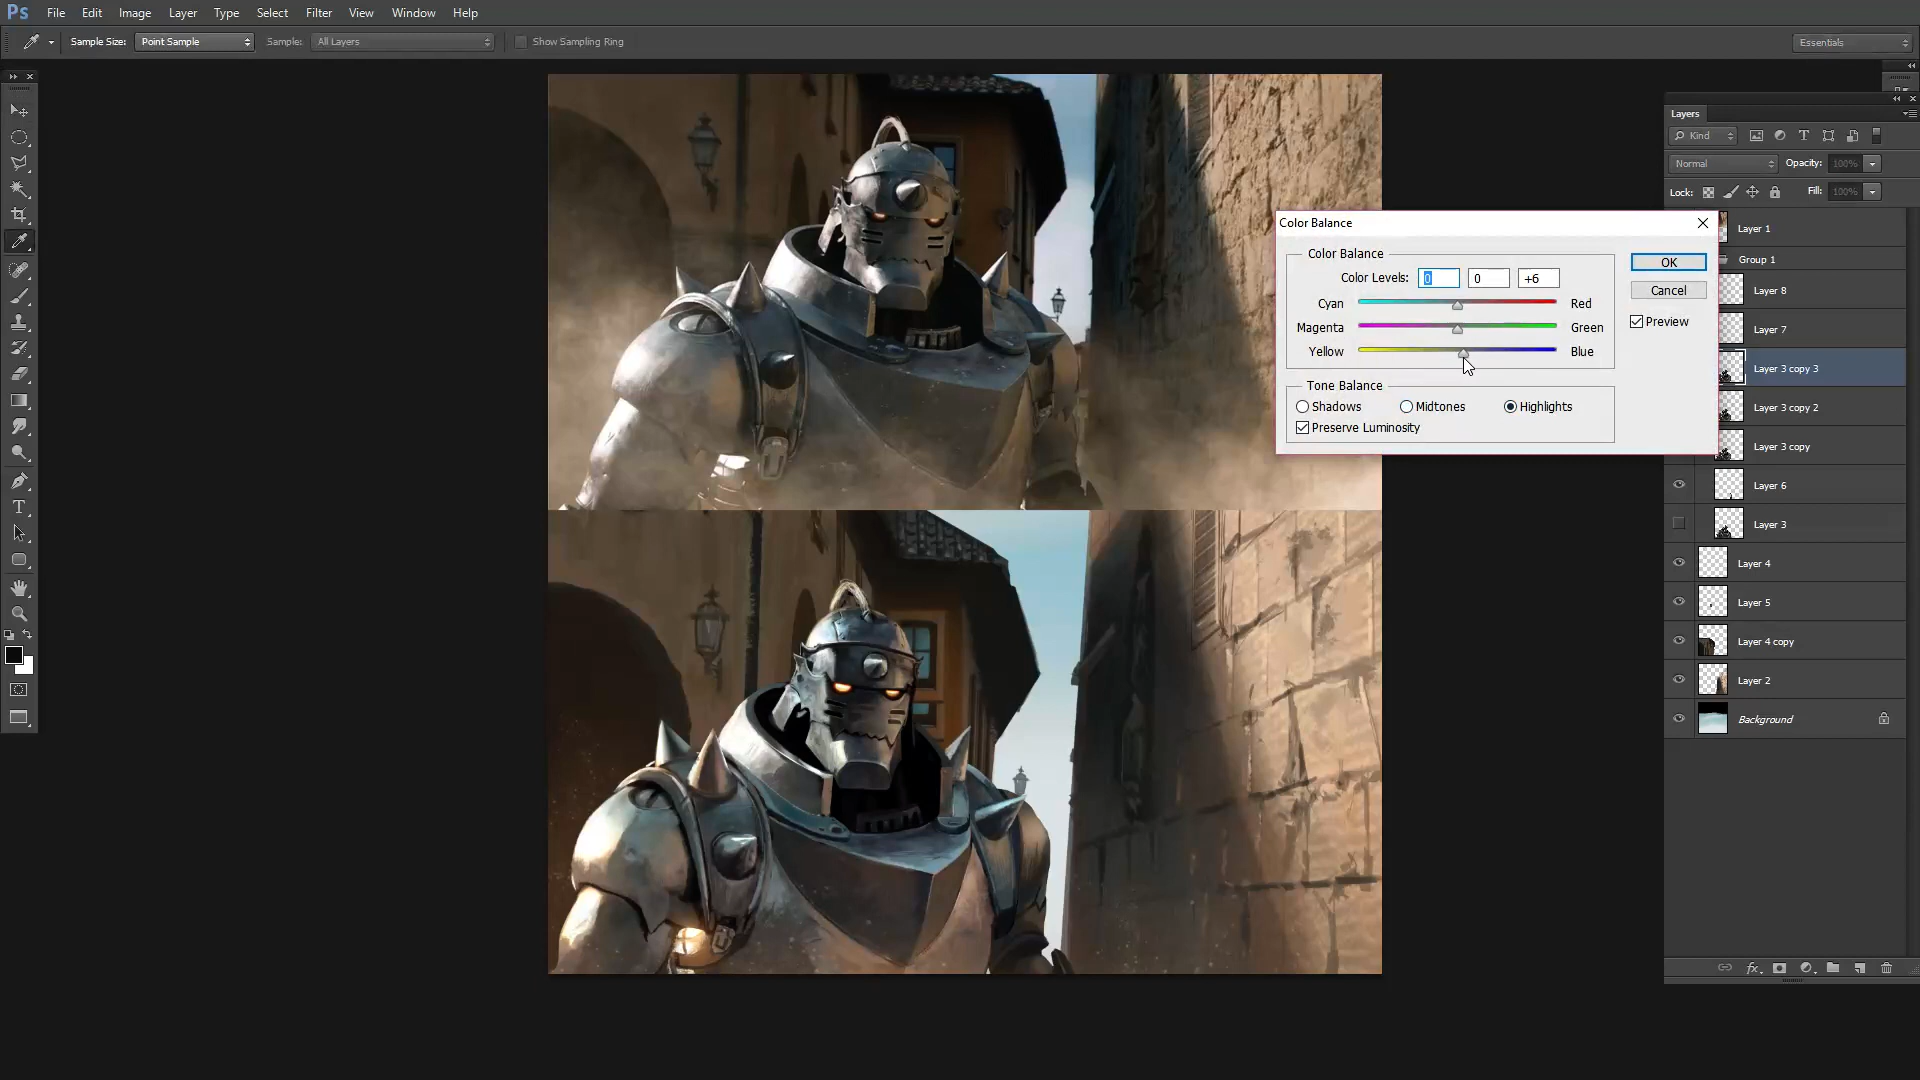 Ps File Edit Image Layer Type Select Filter View Window Help
Sample Size: Point Sample Sample: All Layers Show Sampling Ring Essentials
Layers
Kind
Normal Opacity: 100%
Lock: Fill: 100%
Color Balance
Color Balance
Color Levels: 0 0 +6
Cyan Red
Magenta Green
Yellow Blue
Tone Balance
Shadows Midtones Highlights
Preserve Luminosity
OK
Cancel
Preview
Layer 1
Group 1
Layer 8
Layer 7
Layer 3 copy 3
Layer 3 copy 2
Layer 3 copy
Layer 6
Layer 3
Layer 4
Layer 5
Layer 4 copy
Layer 2
Background
fx